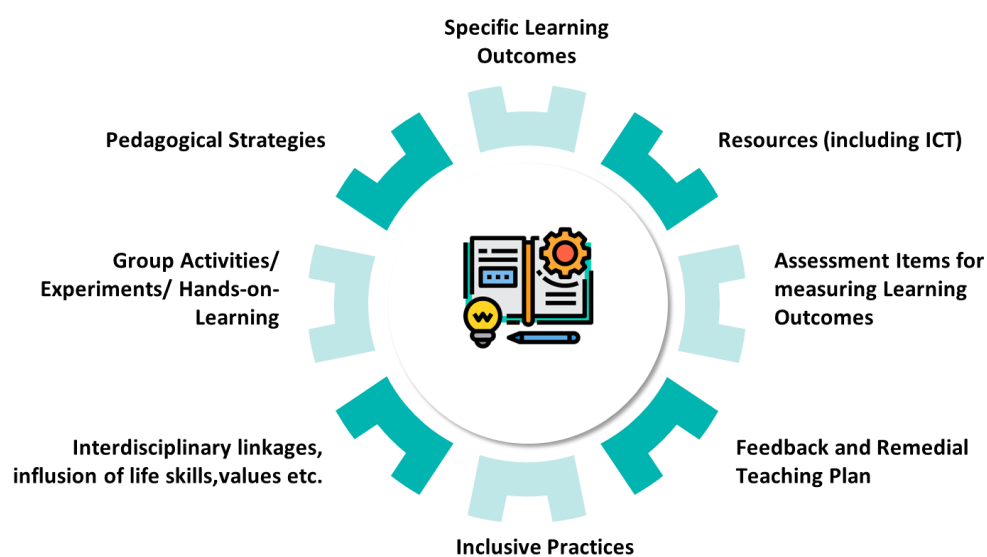 Specific Learning
Outcomes
Pedagogical Strategies
Resources (including ICT)
Group Activities/
Experiments/ Hands-on-
Learning
Assessment Items for
measuring Learning
Outcomes
Interdisciplinary linkages,
influsion of life skills,values etc.
Feedback and Remedial
Teaching Plan
Inclusive Practices